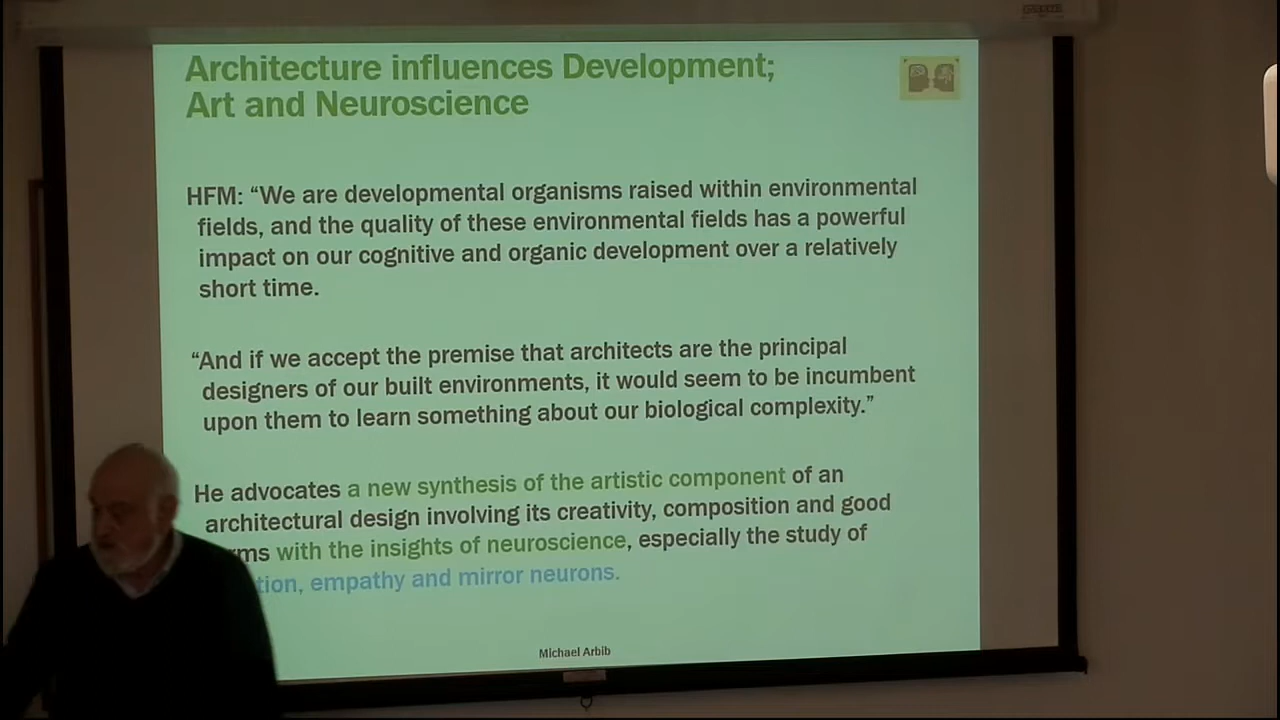 Architecture influences Development;
Art and Neuroscience
HFM: “We are developmental organisms raised within environmental
fields, and the quality of these environmental fields has a powerful
impact on our cognitive and organic development over a relatively
short time.
“And if we accept the premise that architects are the principal
designers of our built environments, it would seem to be incumbent
upon them to learn something about our biological complexity.”
He advocates a new synthesis of the artistic component of an
architectural design involving its creativity, composition and good
with the insights of neuroscience, especially the study of
empathy and mirror neurons.
Michael Arbib